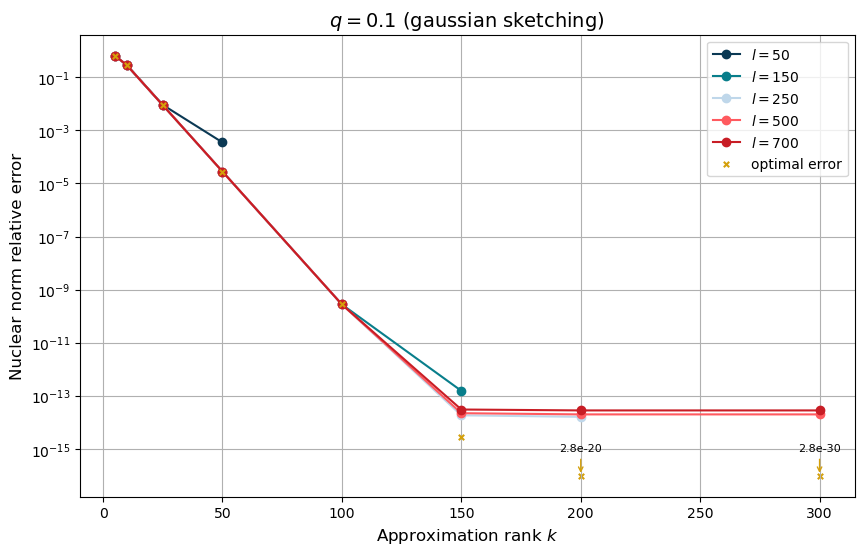 q = 0.1 (gaussian sketching)
Nuclear norm relative error
10⁻¹
10⁻³
10⁻⁵
10⁻⁷
10⁻⁹
10⁻¹¹
10⁻¹³
10⁻¹⁵
l = 50
l = 150
l = 250
l = 500
l = 700
optimal error
2.8e-20
2.8e-30
0 50 100 150 200 250 300
Approximation rank k